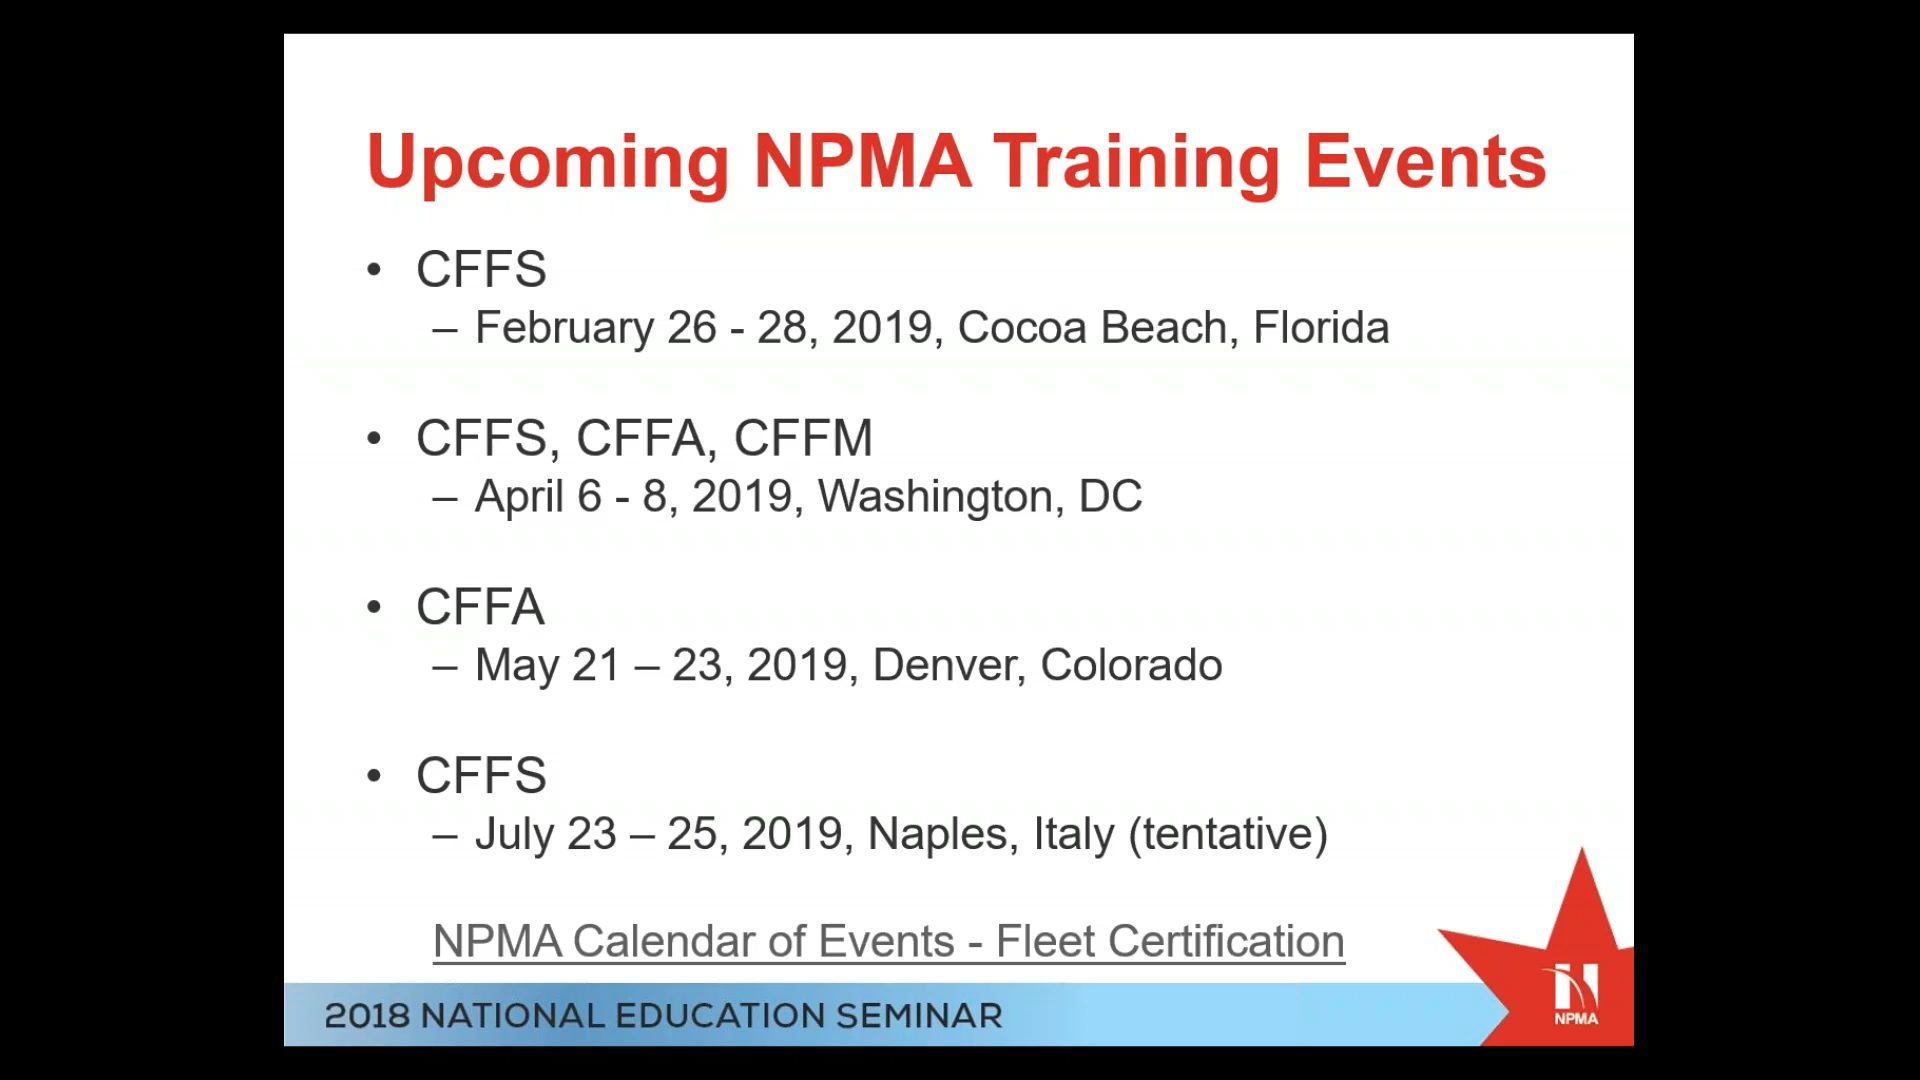 Upcoming NPMA Training Events
• CFFS
– February 26 - 28, 2019, Cocoa Beach, Florida
• CFFS, CFFA, CFFM
– April 6 - 8, 2019, Washington, DC
• CFFA
– May 21 – 23, 2019, Denver, Colorado
• CFFS
– July 23 – 25, 2019, Naples, Italy (tentative)
NPMA Calendar of Events - Fleet Certification
2018 NATIONAL EDUCATION SEMINAR
N
NPMA